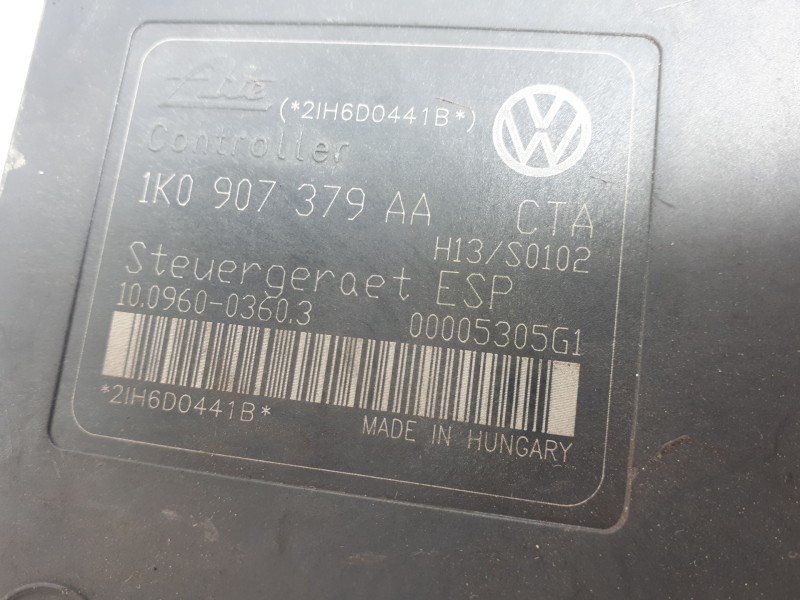 Ate (*2IH6D0441B*)
Controller
1K0 907 379 AA CTA
H13/S0102
Steuergeraet ESP
10.0960-0360.3 00005305G1
*2IH6D0441B*
MADE IN HUNGARY